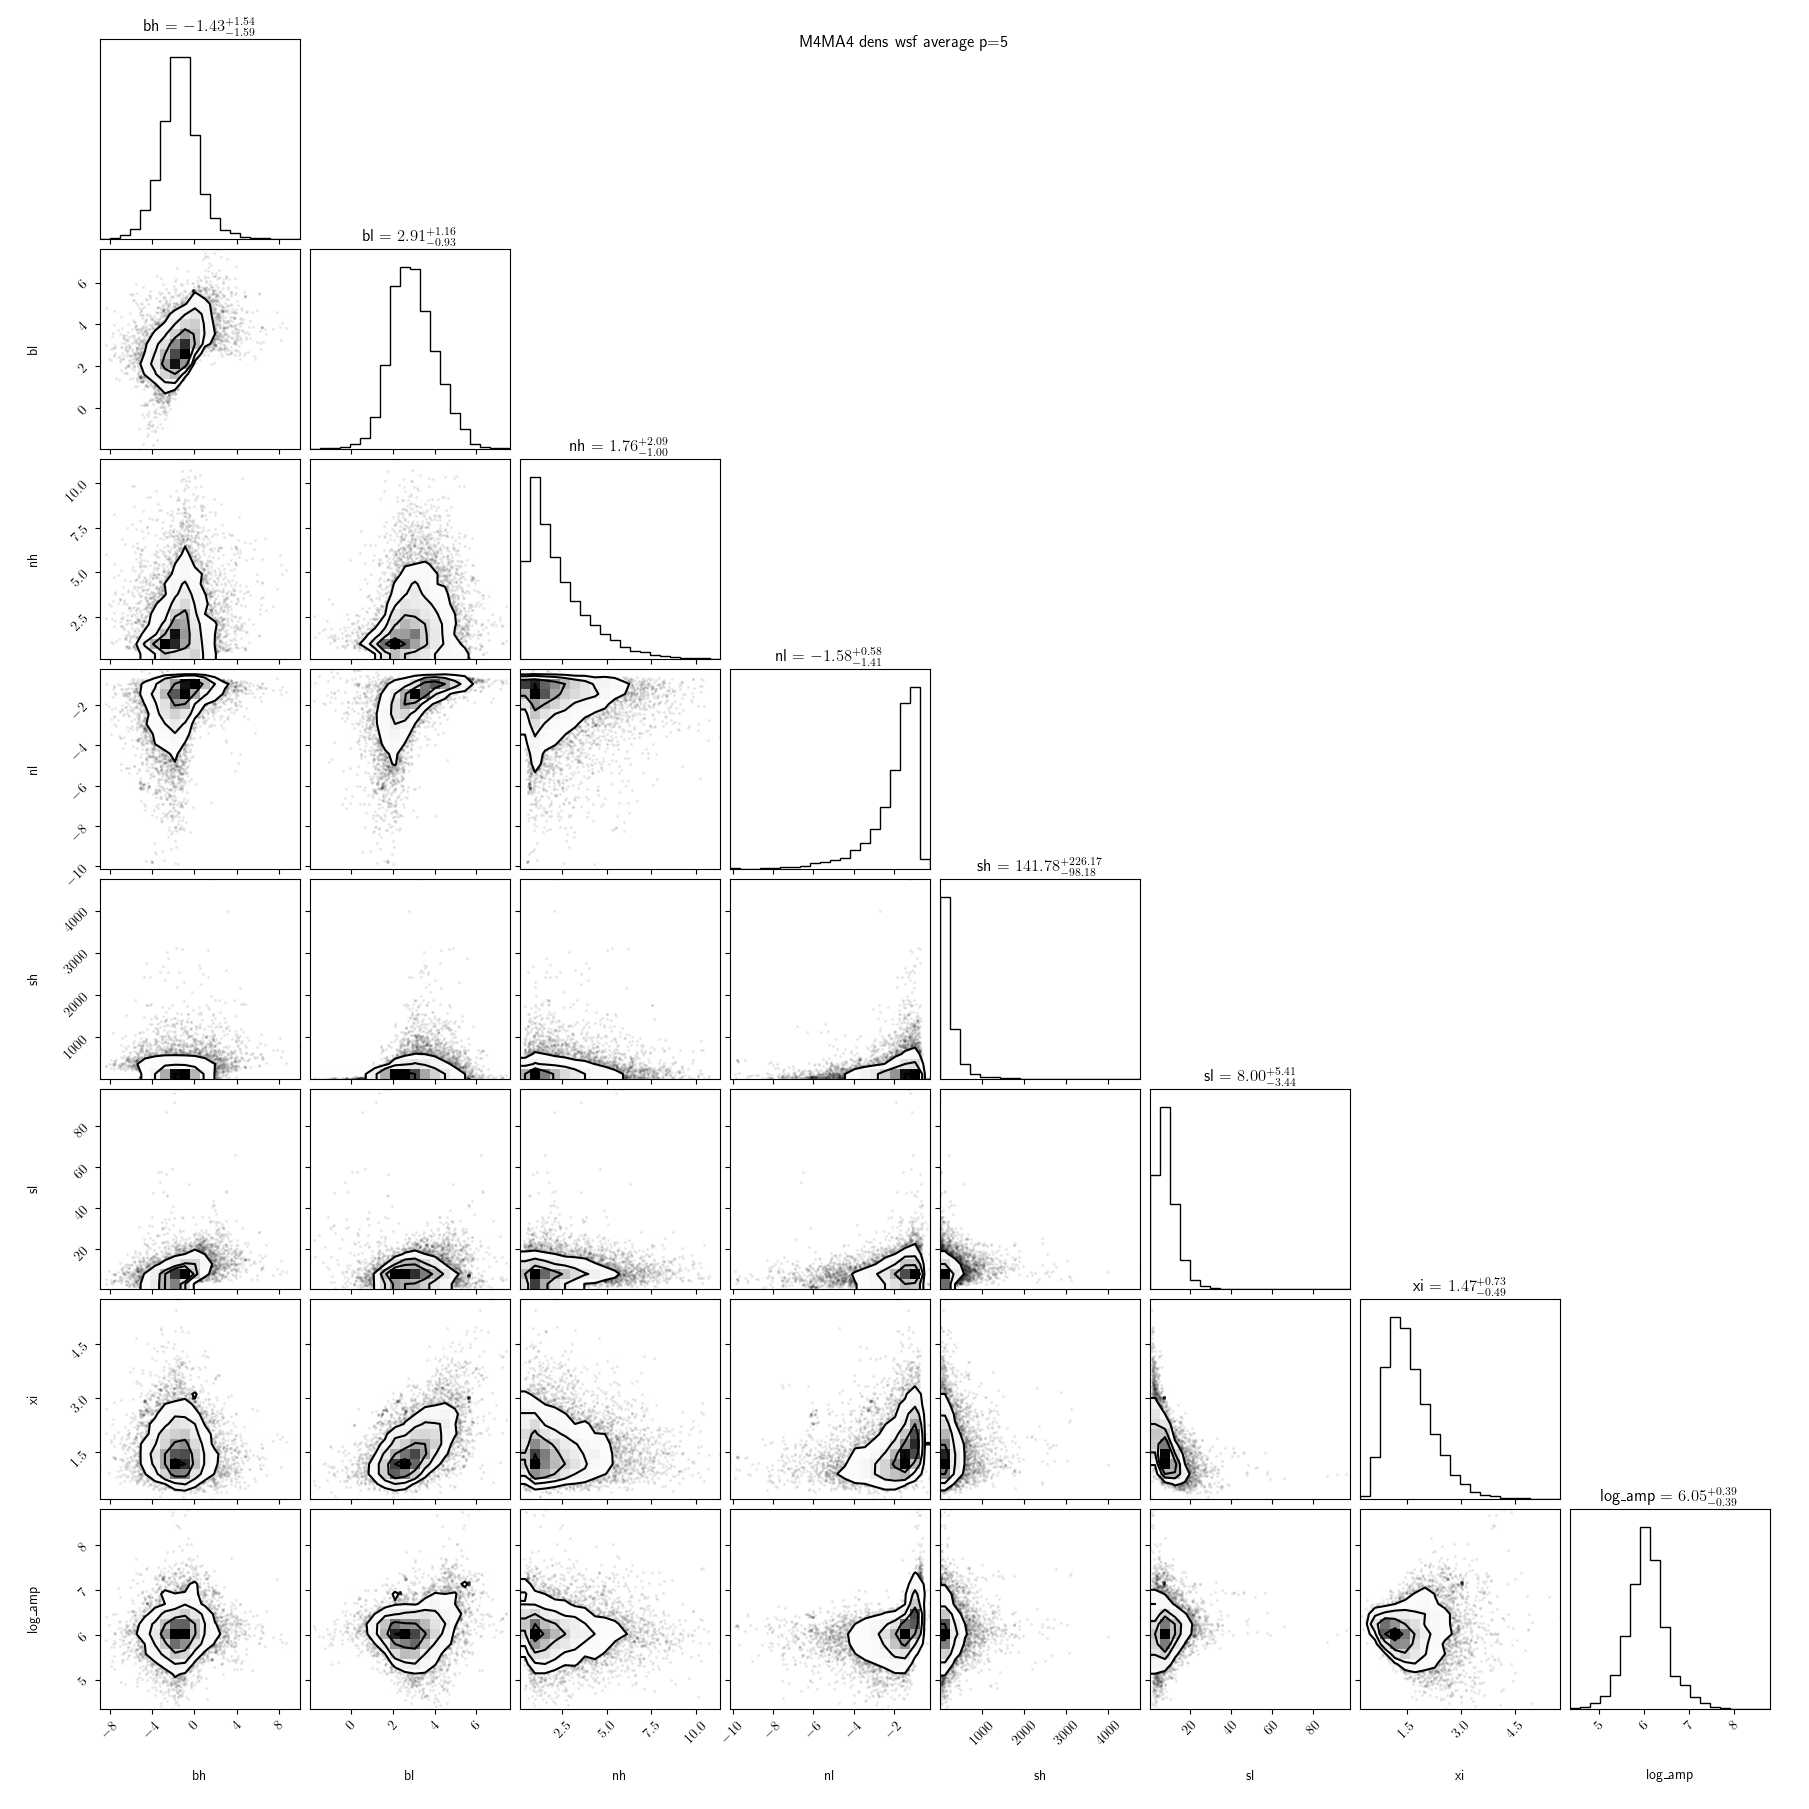 bh = −1.43 +1.54 −1.59
M4MA4 dens wsf average p=5
bl = 2.91 +1.16 −0.93
bl
6
4
2
0
nh = 1.76 +2.09 −1.00
nh
10.0
7.5
5.0
2.5
nl = −1.58 +0.58 −1.41
nl
−2
−4
−6
−8
−10
sh = 141.78 +226.17 −98.18
sh
4000
3000
2000
1000
sl = 8.00 +5.41 −3.44
sl
80
60
40
20
xi = 1.47 +0.73 −0.49
xi
4.5
3.0
1.5
log_amp = 6.05 +0.39 −0.39
log_amp
8
7
6
5
−8 −4 0 4 8 0 2 4 6 2.5 5.0 7.5 10.0 −10 −8 −6 −4 −2 1000 2000 3000 4000 20 40 60 80 1.5 3.0 4.5 5 6 7 8
bh bl nh nl sh sl xi log_amp